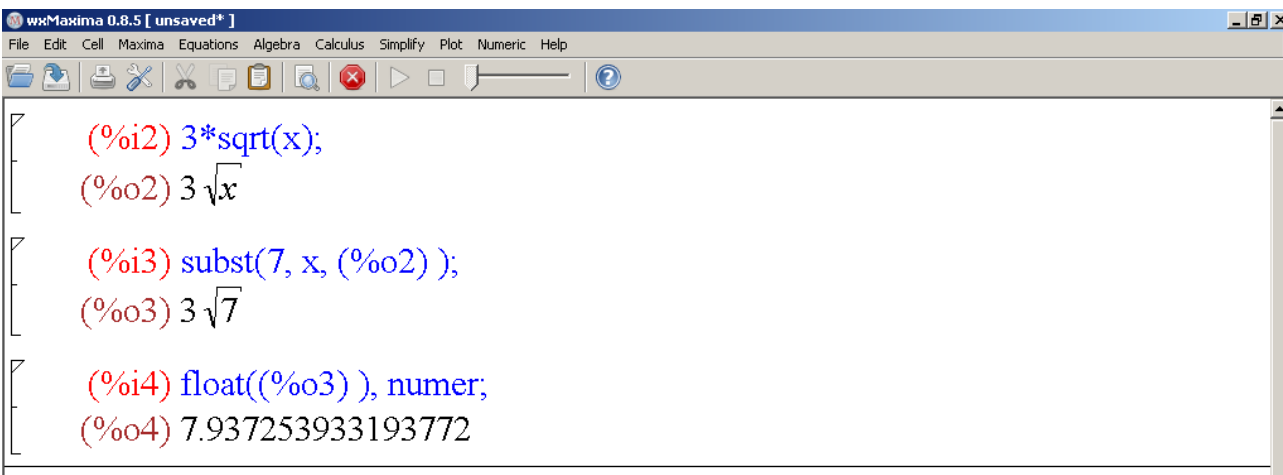 wxMaxima 0.8.5 [ unsaved* ]
File Edit Cell Maxima Equations Algebra Calculus Simplify Plot Numeric Help
(%i2) 3*sqrt(x);
(%o2) 3 √x
(%i3) subst(7, x, (%o2) );
(%o3) 3 √7
(%i4) float((%o3) ), numer;
(%o4) 7.937253933193772